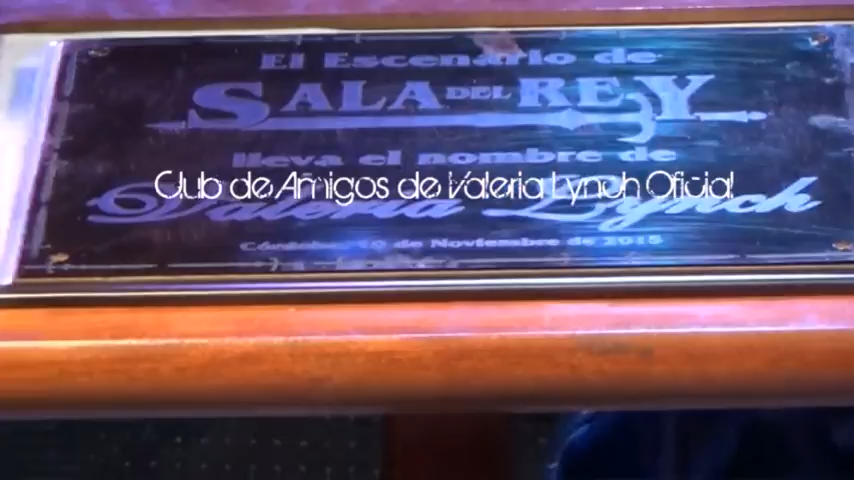 El Escenario de
SALA DEL REY
lleva el nombre de
Club de Amigos de Valeria Lynch Oficial
Valeria Lynch
Córdoba, 10 de Noviembre de 2015